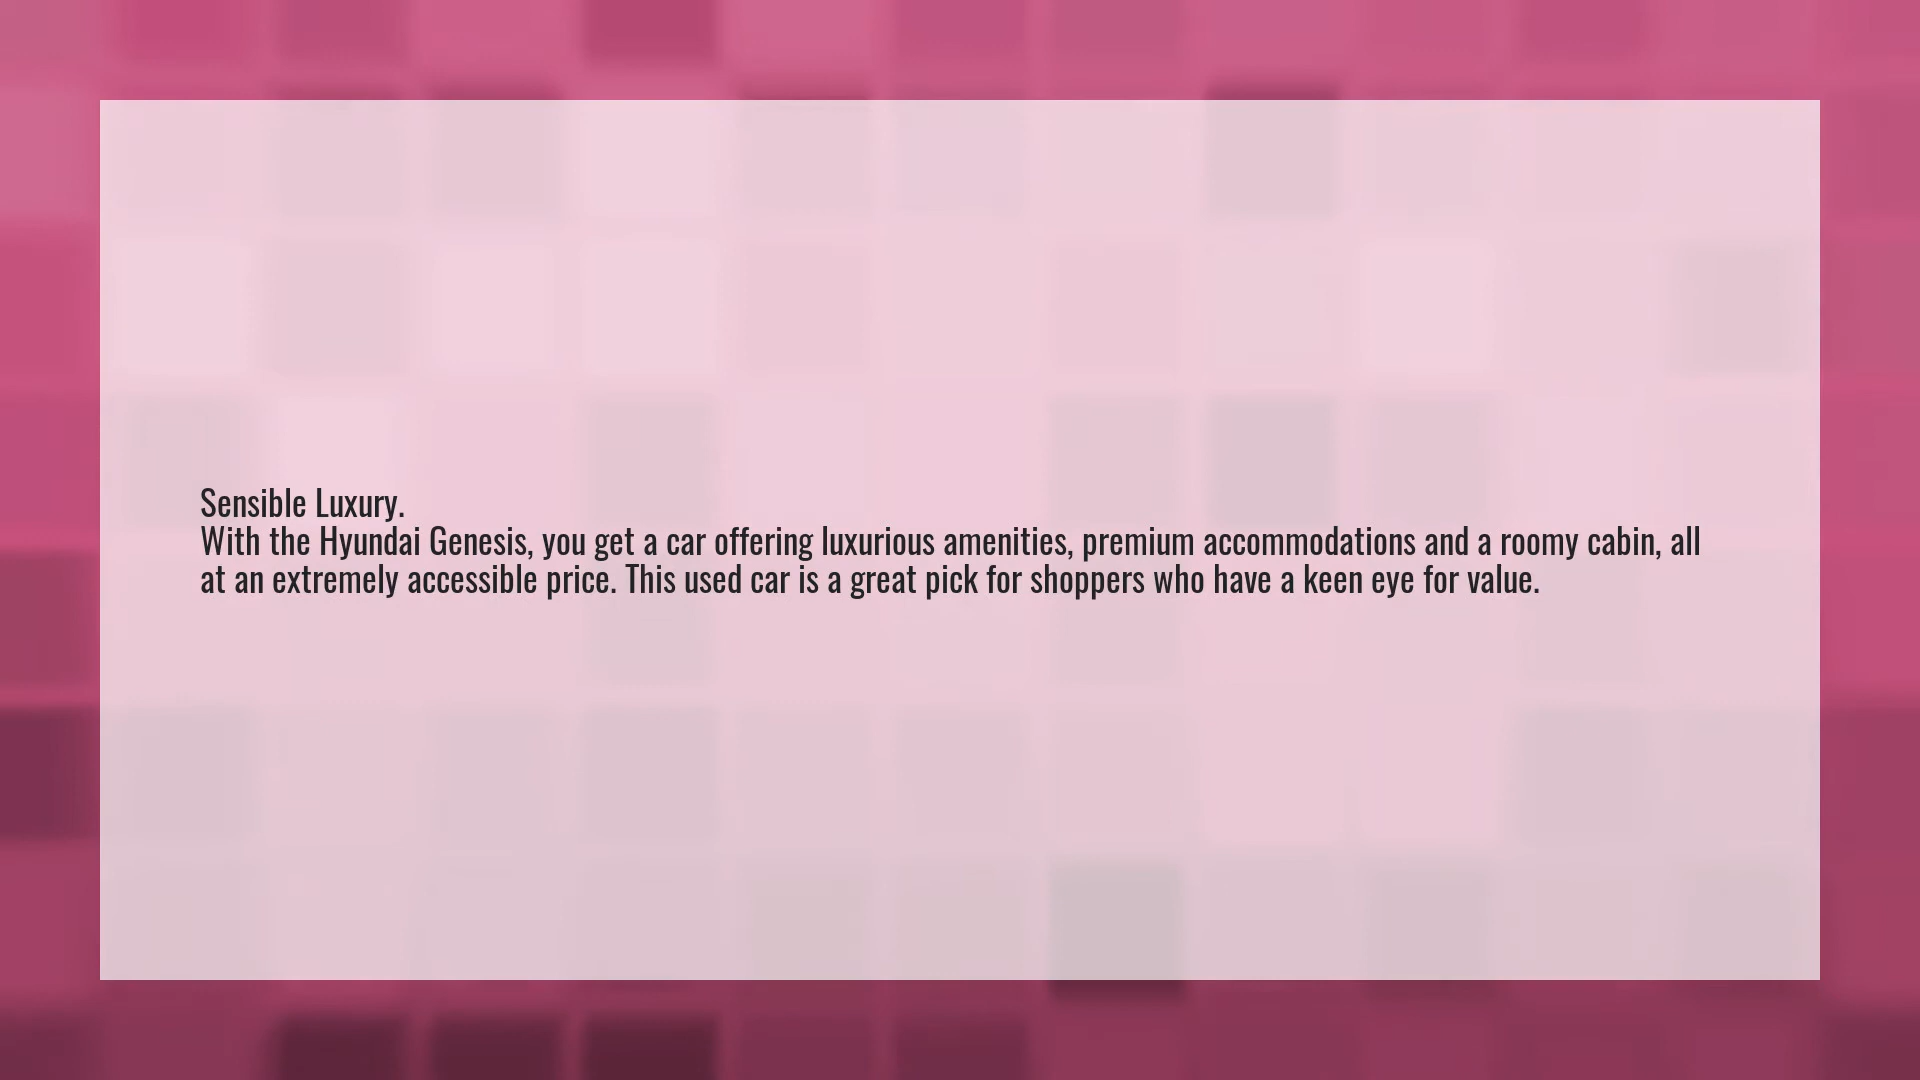 Sensible Luxury.
With the Hyundai Genesis, you get a car offering luxurious amenities, premium accommodations and a roomy cabin, all
at an extremely accessible price. This used car is a great pick for shoppers who have a keen eye for value.